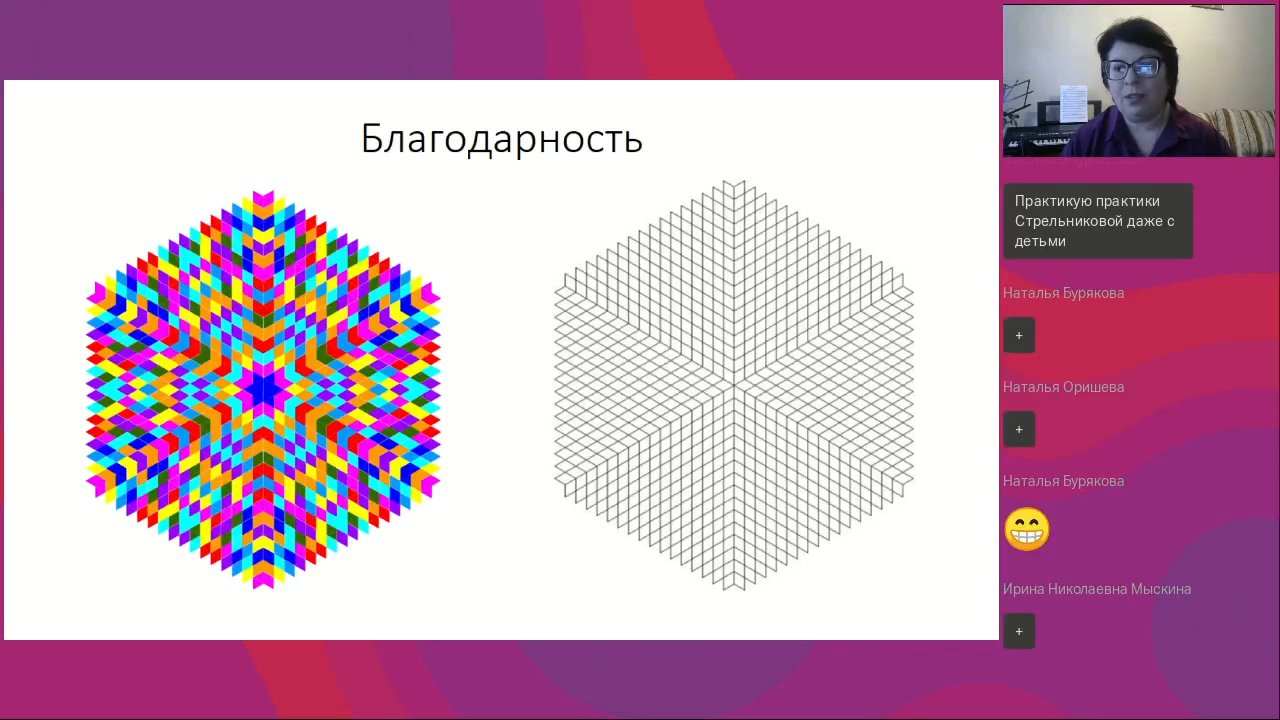 Благодарность
Практикую практики
Стрельниковой даже с
детьми
Наталья Бурякова
+
Наталья Оришева
+
Наталья Бурякова
Ирина Николаевна Мыскина
+